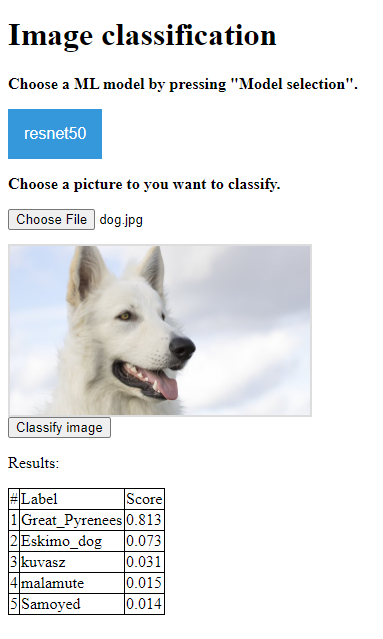 Image classification
Choose a ML model by pressing "Model selection".
resnet50
Choose a picture to you want to classify.
Choose File dog.jpg
Classify image
Results:
# Label Score
1 Great_Pyrenees 0.813
2 Eskimo_dog 0.073
3 kuvasz 0.031
4 malamute 0.015
5 Samoyed 0.014